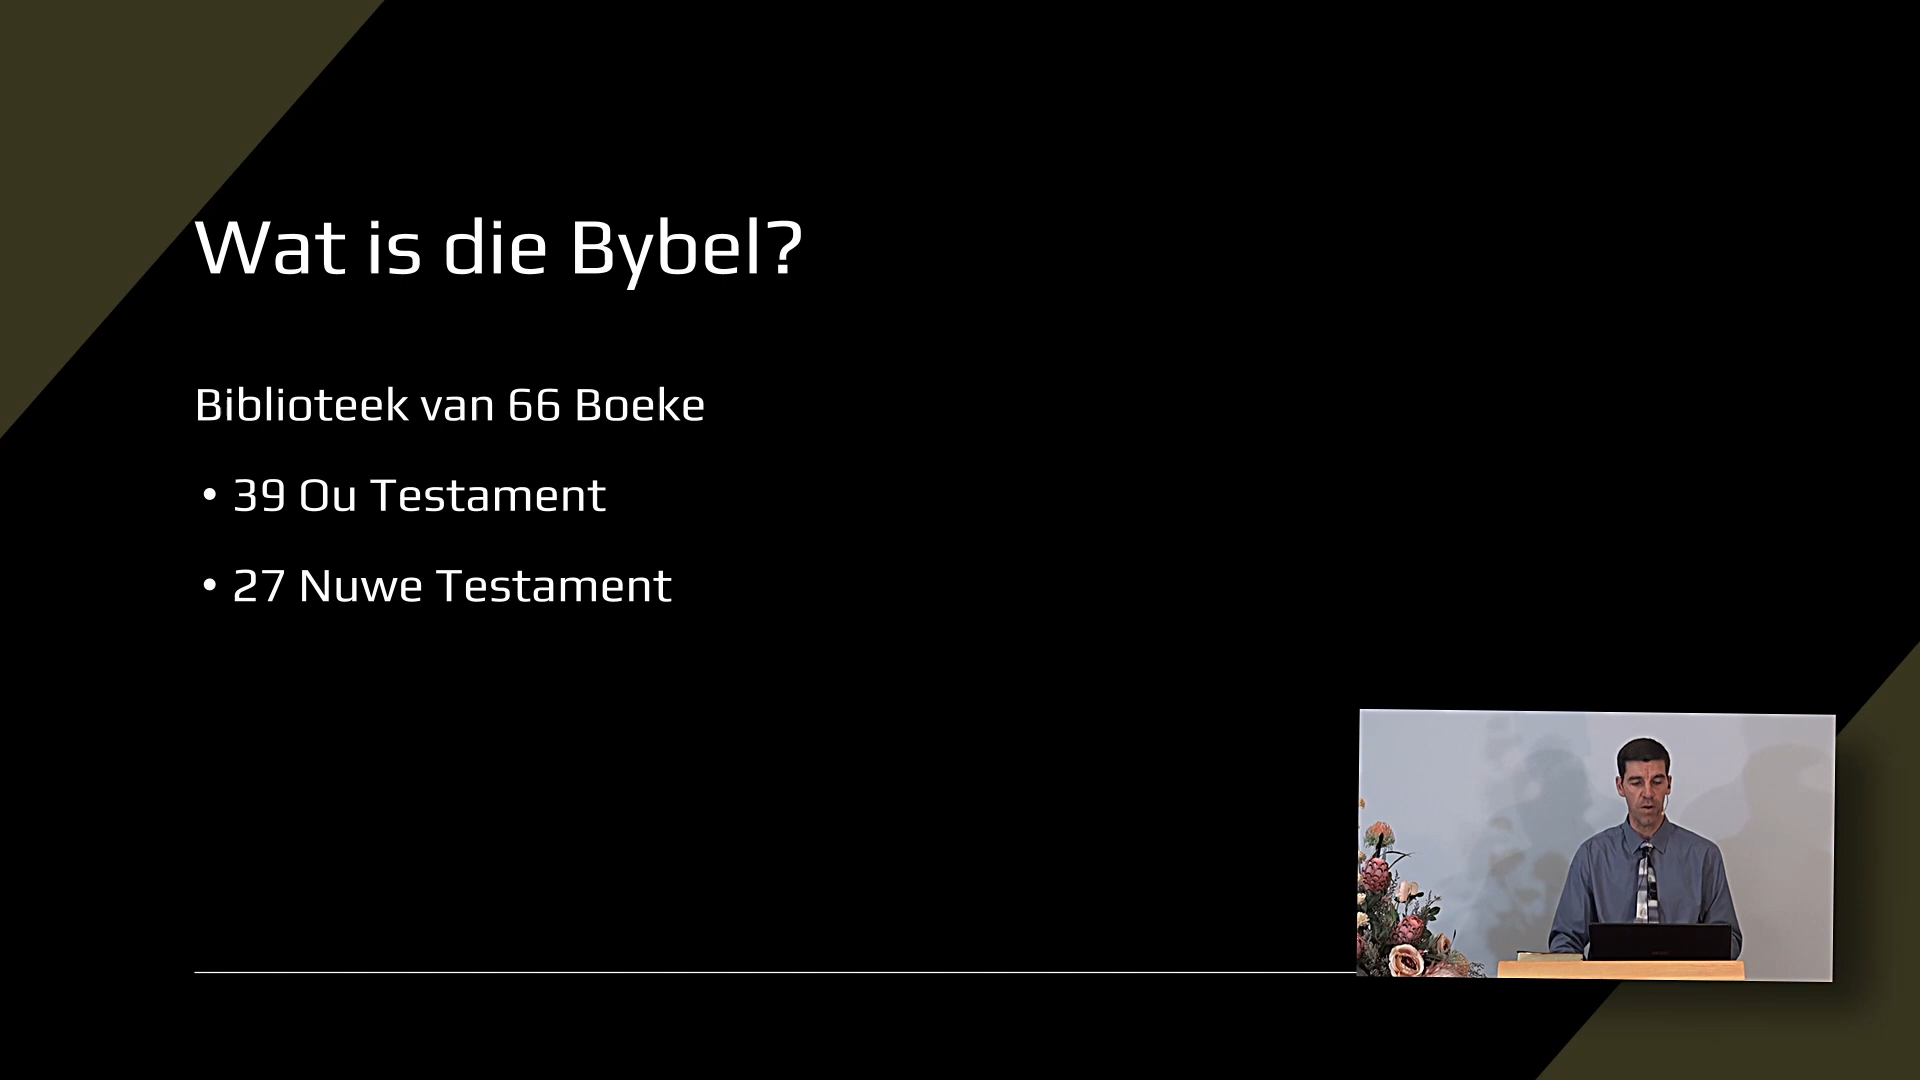 Wat is die Bybel?
Biblioteek van 66 Boeke
• 39 Ou Testament
• 27 Nuwe Testament